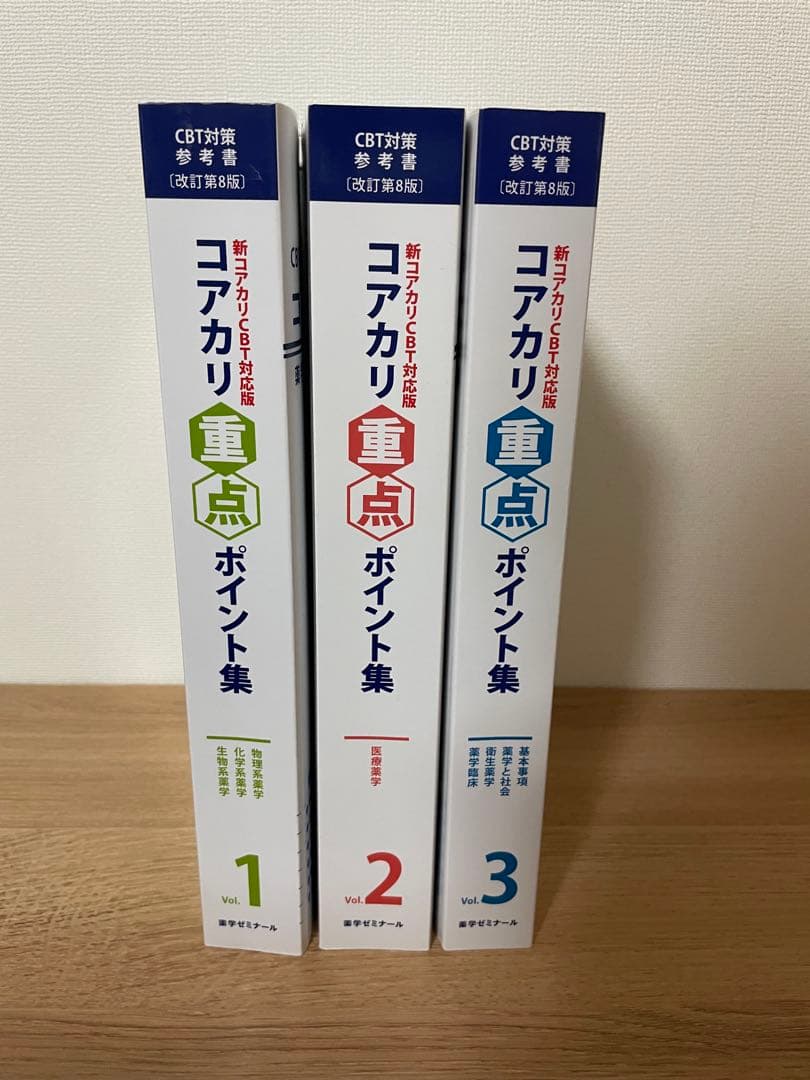 CBT対策
参考書
〔改訂第8版〕
新コアカリCBT対応版
コアカリ重点ポイント集
物理系薬学
化学系薬学
生物系薬学
Vol.1
薬学ゼミナール
CBT対策
参考書
〔改訂第8版〕
新コアカリCBT対応版
コアカリ重点ポイント集
医療薬学
Vol.2
薬学ゼミナール
CBT対策
参考書
〔改訂第8版〕
新コアカリCBT対応版
コアカリ重点ポイント集
基本事項
薬学と社会
衛生薬学
薬学臨床
Vol.3
薬学ゼミナール